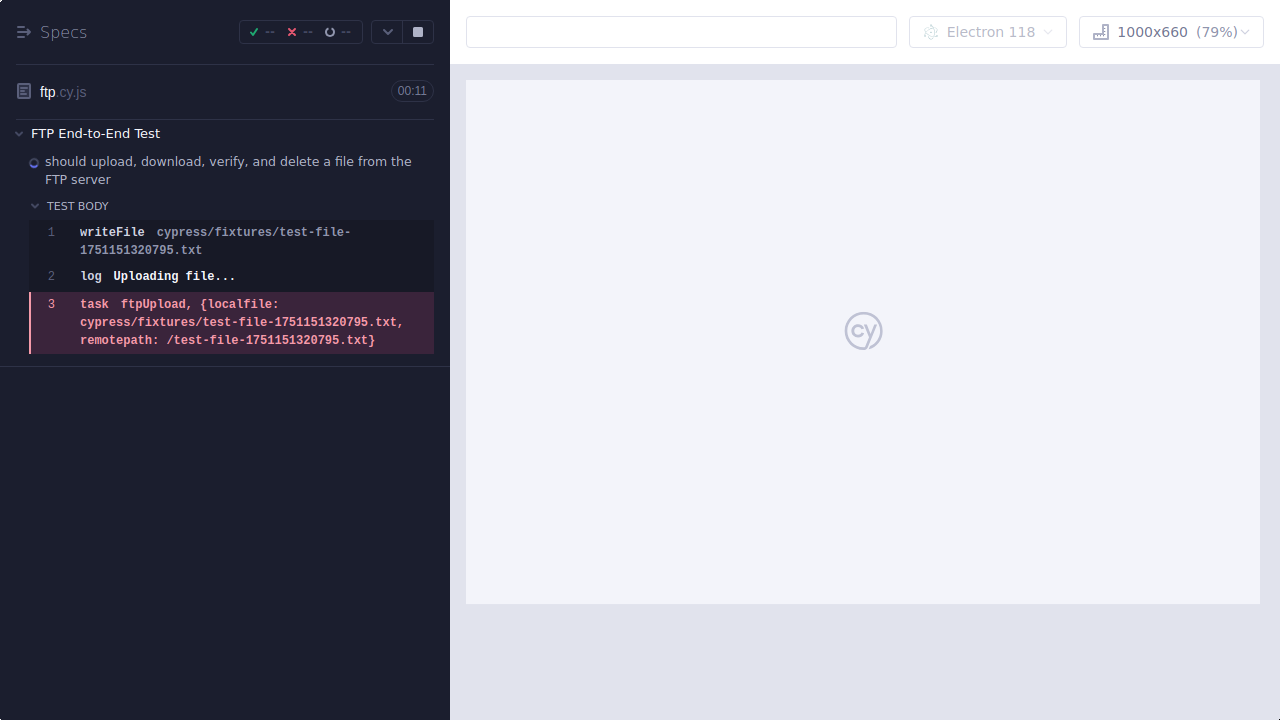 Specs
-- -- --
Electron 118
1000x660 (79%)
ftp.cy.js
00:11
FTP End-to-End Test
should upload, download, verify, and delete a file from the
FTP server
TEST BODY
1 writeFile cypress/fixtures/test-file-
1751151320795.txt
2 log Uploading file...
3 task ftpUpload, {localfile:
cypress/fixtures/test-file-1751151320795.txt,
remotepath: /test-file-1751151320795.txt}
cy